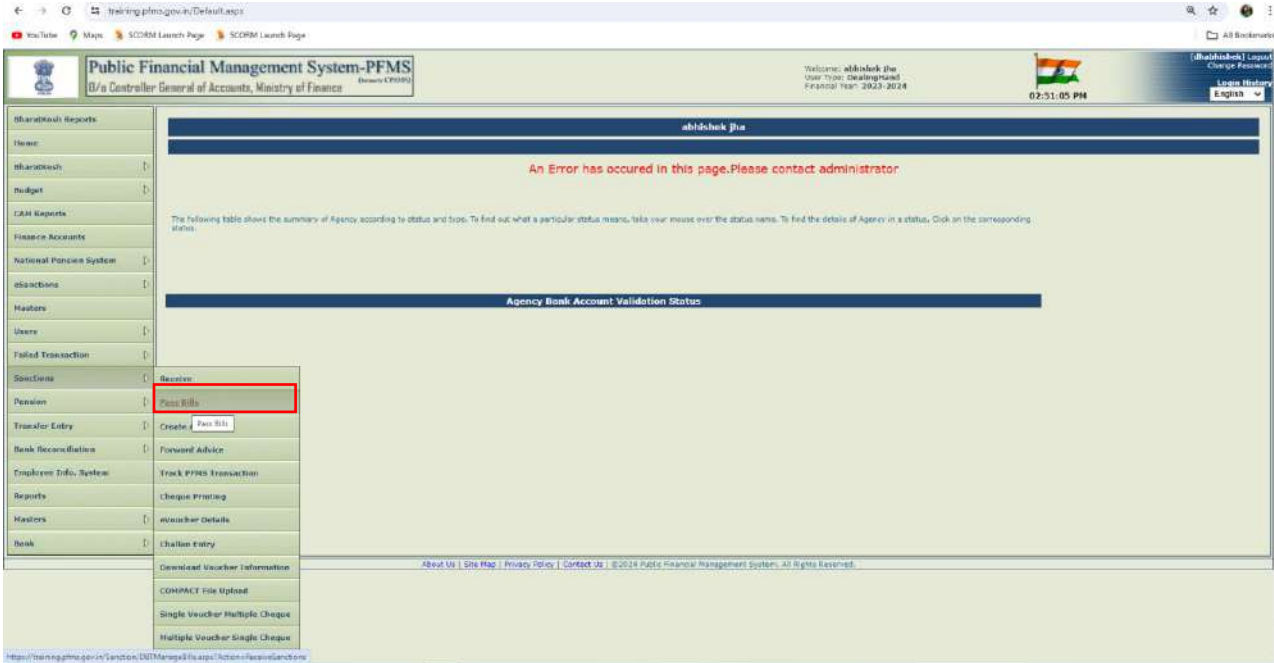 training.pfms.gov.in/Default.aspx
YouTube Maps SCORM Launch Page SCORM Launch Page All Bookmarks
Public Financial Management System-PFMS
(formerly CPSMS)
O/o Controller General of Accounts, Ministry of Finance
Welcome: abhishek jha
User Type: DealingHand
Financial Year: 2023-2024
02:51:05 PM
[dhabhishek] Logout
Change Password
Login History
English
Bharatkosh Reports
Home
Bharatkosh
Budget
CAM Reports
Finance Accounts
National Pension System
eSanctions
Masters
Users
Failed Transaction
Sanctions
Pension
Transfer Entry
Bank Reconciliation
Employee Info. System
Reports
Masters
Bank
abhishek jha
An Error has occured in this page.Please contact administrator
The following table shows the summary of Agency according to status and type. To find out what a particular status means, take your mouse over the status name. To find the details of Agency in a status, Click on the corresponding
status.
Agency Bank Account Validation Status
Receive
Pass Bills
Create
Pass Bills
Forward Advice
Track PFMS Transaction
Cheque Printing
eVoucher Details
Challan Entry
Download Voucher Information
COMPACT File Upload
Single Voucher Multiple Cheque
Multiple Voucher Single Cheque
About Us | Site Map | Privacy Policy | Contact Us | ©2024 Public Financial Management System. All Rights Reserved.